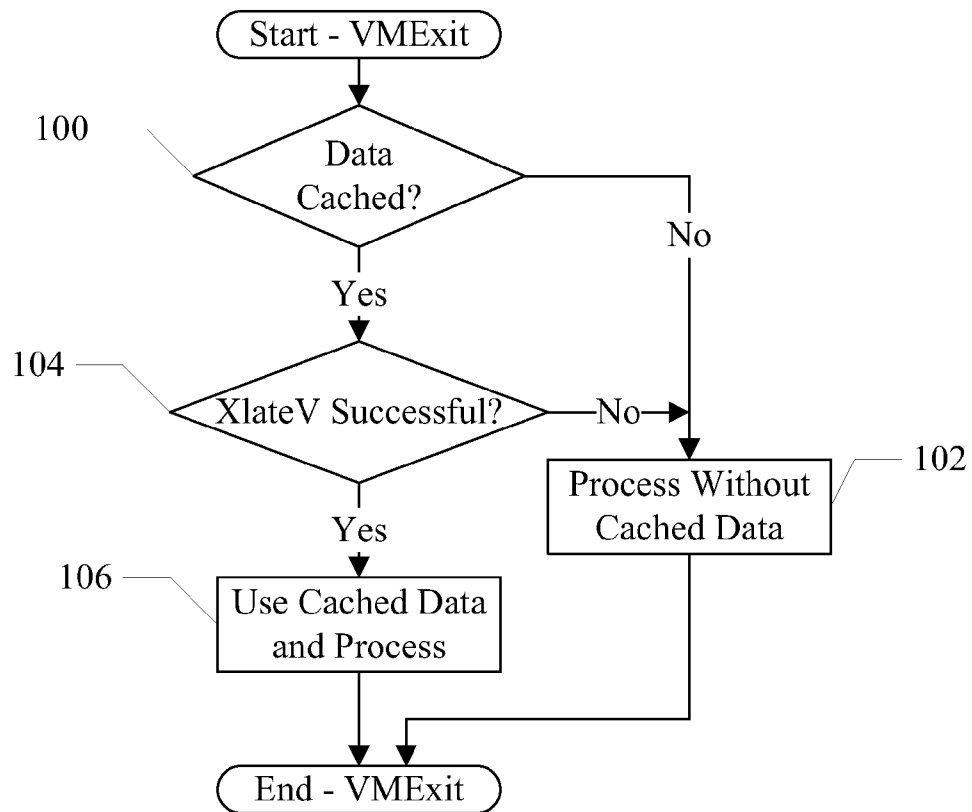 Start - VMExit
100
Data
Cached?
No
Yes
104
XlateV Successful?
No
102
Process Without
Cached Data
Yes
106
Use Cached Data
and Process
End - VMExit